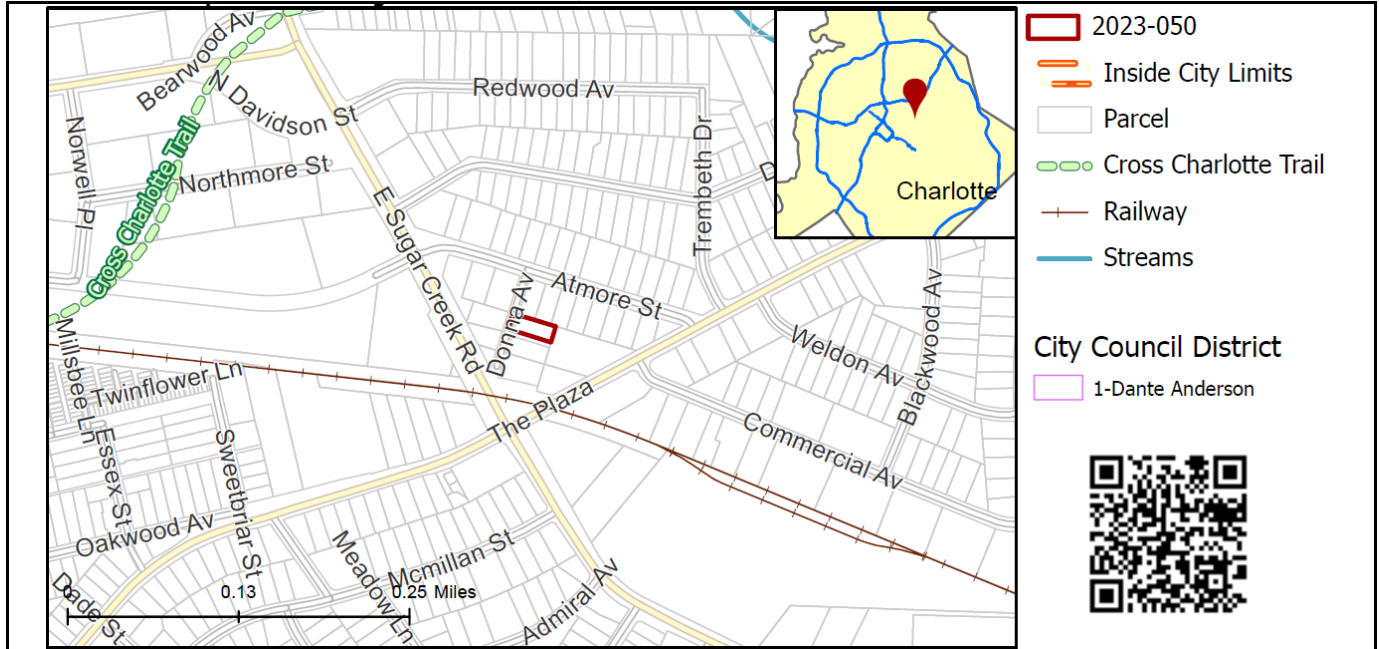 Bearwood Av
N Davidson St
Redwood Av
Norwell Pl
Northmore St
Cross Charlotte Trail
E Sugar Creek Rd
Trembeth Dr
D
Charlotte
Donna Av
Atmore St
Blackwood Av
Weldon Av
Millsbee Ln
Twinflower Ln
The Plaza
Essex St
Sweetbriar St
Commercial Av
Oakwood Av
Meadow Ln
Mcmillan St
Dade St
Admiral Av
0
0.13
0.25 Miles
2023-050
Inside City Limits
Parcel
Cross Charlotte Trail
Railway
Streams
City Council District
1-Dante Anderson